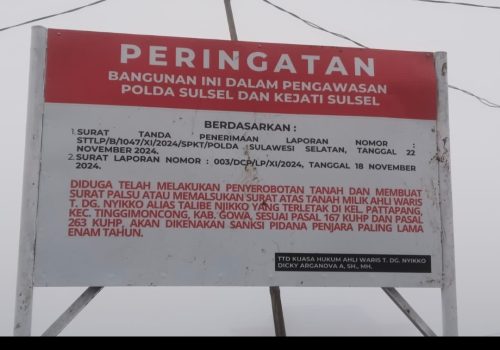 PERINGATAN
BANGUNAN INI DALAM PENGAWASAN
POLDA SULSEL DAN KEJATI SULSEL
BERDASARKAN :
1. SURAT TANDA PENERIMAAN LAPORAN NOMOR :
STTLP/B/1047/XI/2024/SPKT/POLDA SULAWESI SELATAN, TANGGAL 22
NOVEMBER 2024.
2. SURAT LAPORAN NOMOR : 003/DCP/LP/XI/2024, TANGGAL 18 NOVEMBER
2024.
DIDUGA TELAH MELAKUKAN PENYEROBOTAN TANAH DAN MEMBUAT
SURAT PALSU ATAU MEMALSUKAN SURAT ATAS TANAH MILIK AHLI WARIS
T. DG. NYIKKO ALIAS TALIBE NJIKKO YANG TERLETAK DI KEL. PATTAPANG,
KEC. TINGGIMONCONG, KAB. GOWA, SESUAI PASAL 167 KUHP DAN PASAL
263 KUHP, AKAN DIKENAKAN SANKSI PIDANA PENJARA PALING LAMA
ENAM TAHUN.
TTD KUASA HUKUM AHLI WARIS T. DG. NYIKKO
DICKY ARGANOVA A, SH., MH.